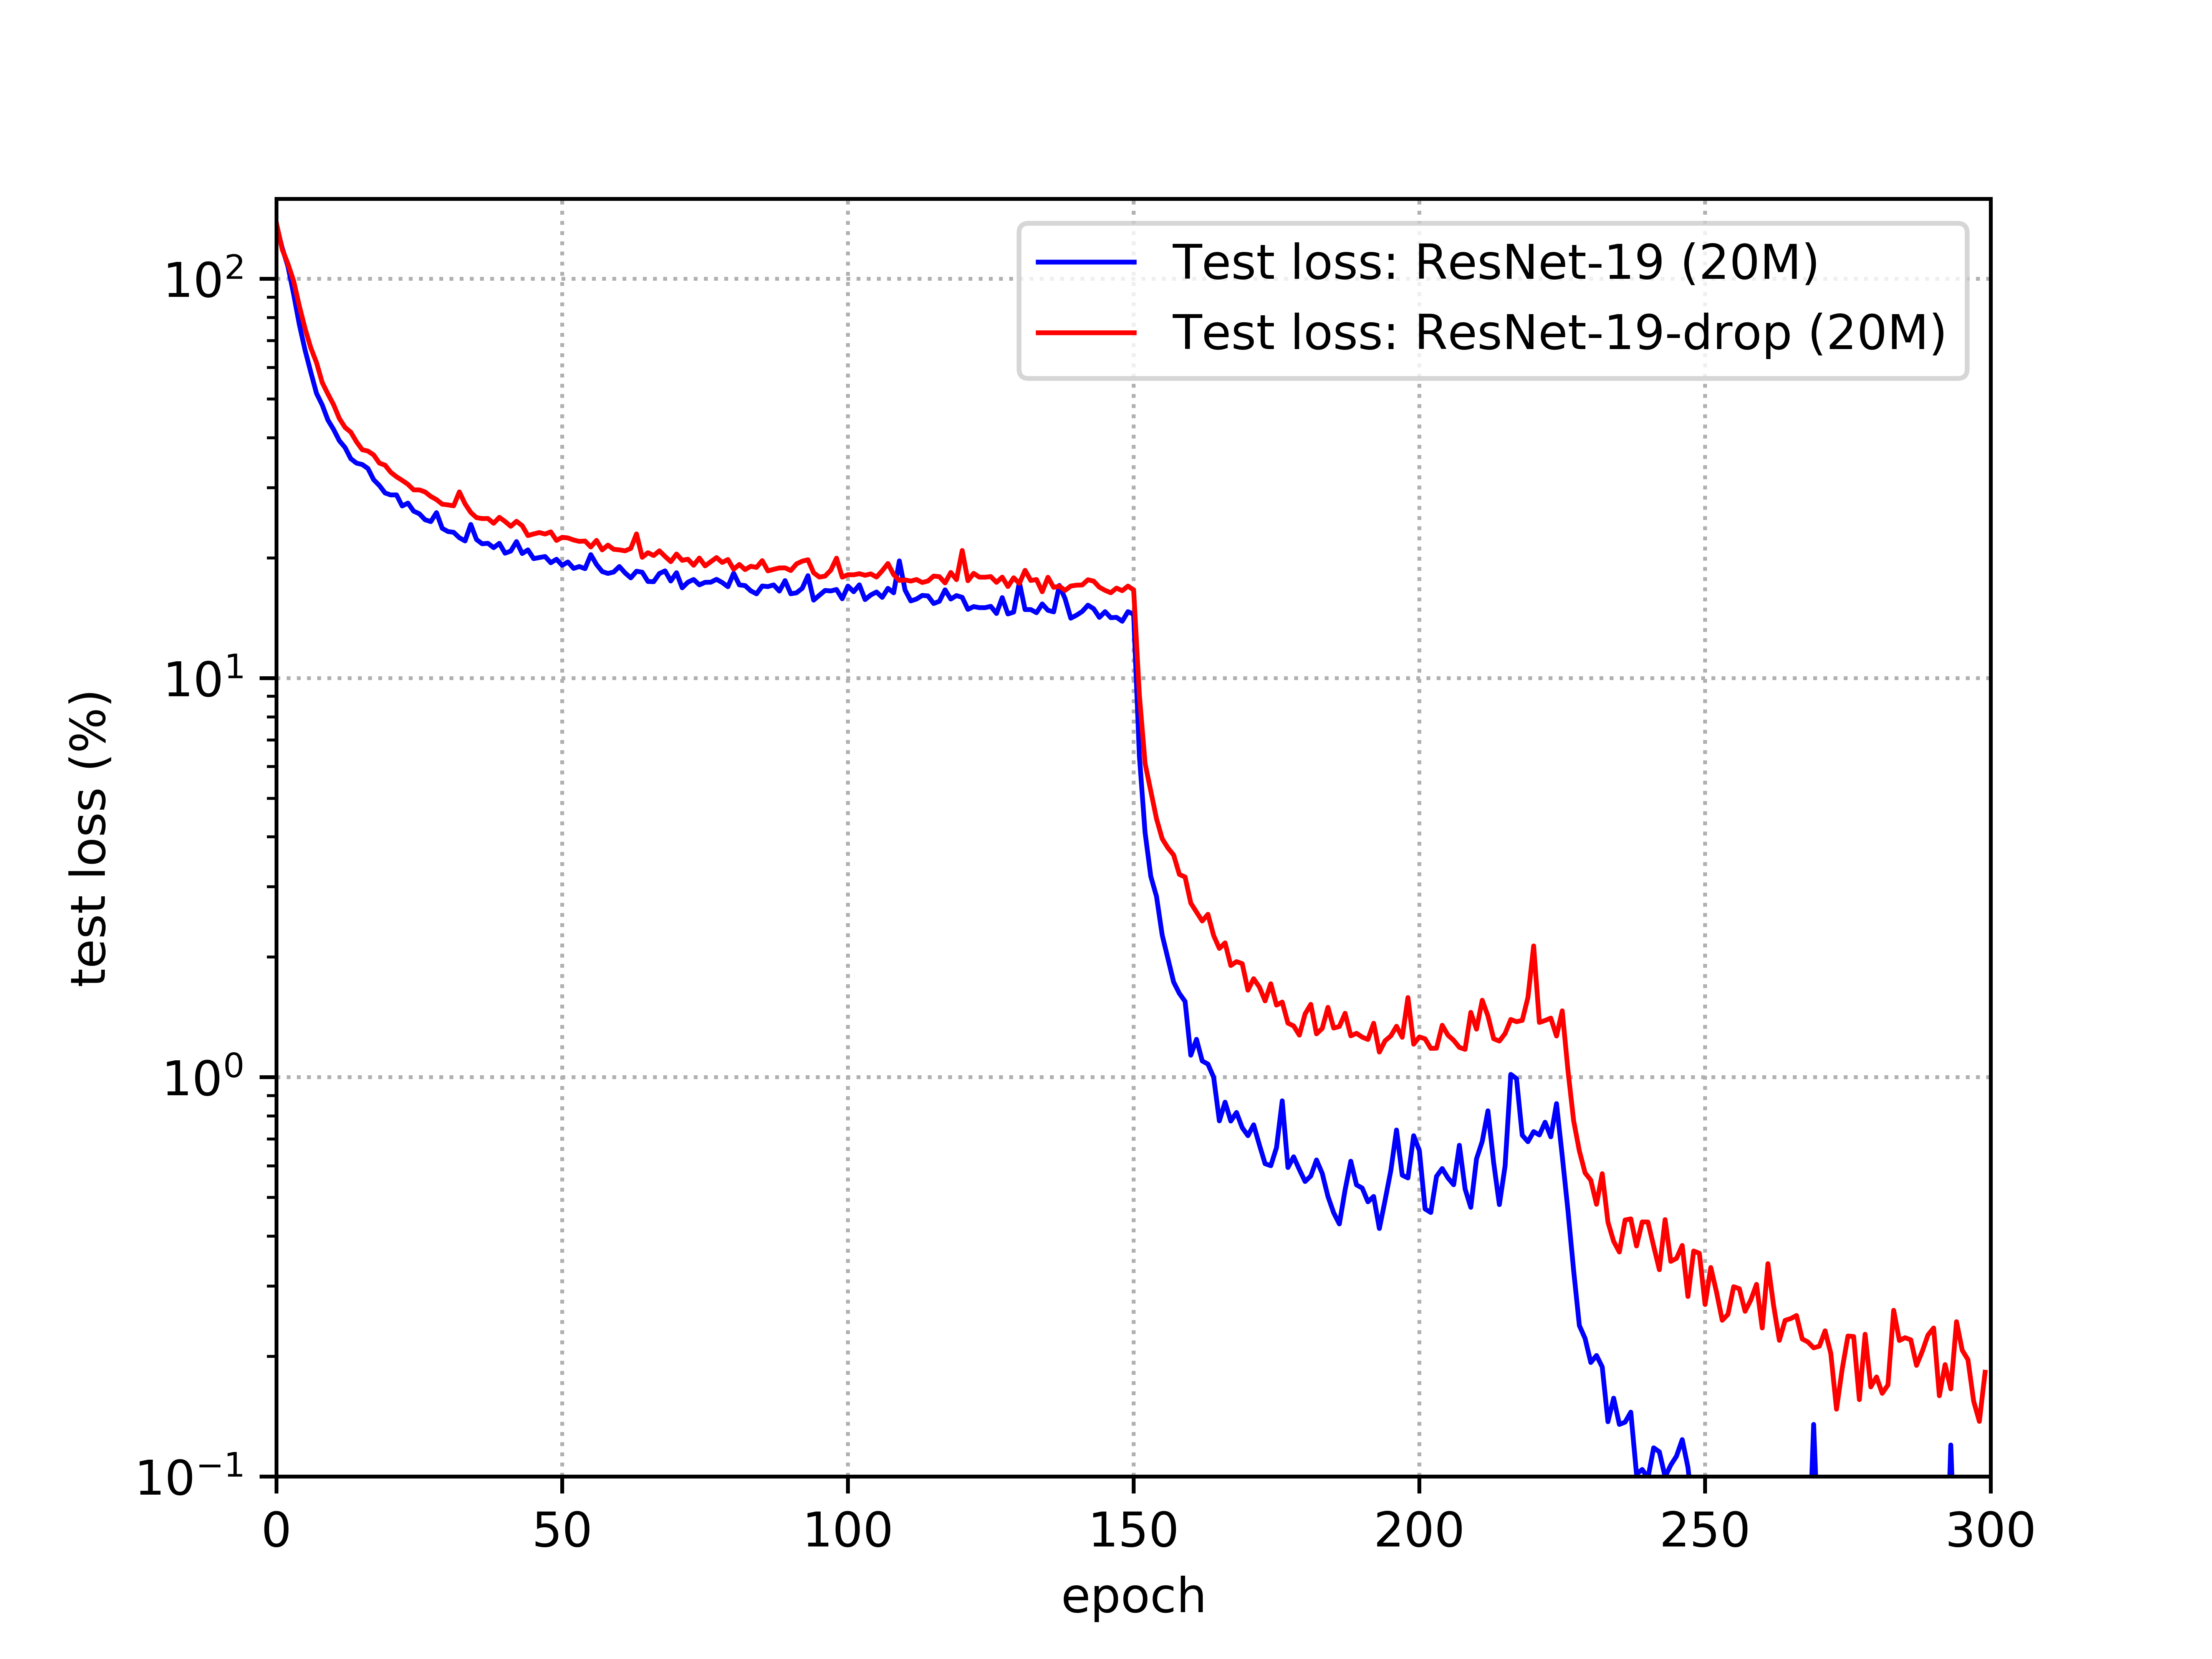 Test loss: ResNet-19 (20M)
Test loss: ResNet-19-drop (20M)
10²
10¹
10⁰
10⁻¹
test loss (%)
0 50 100 150 200 250 300
epoch